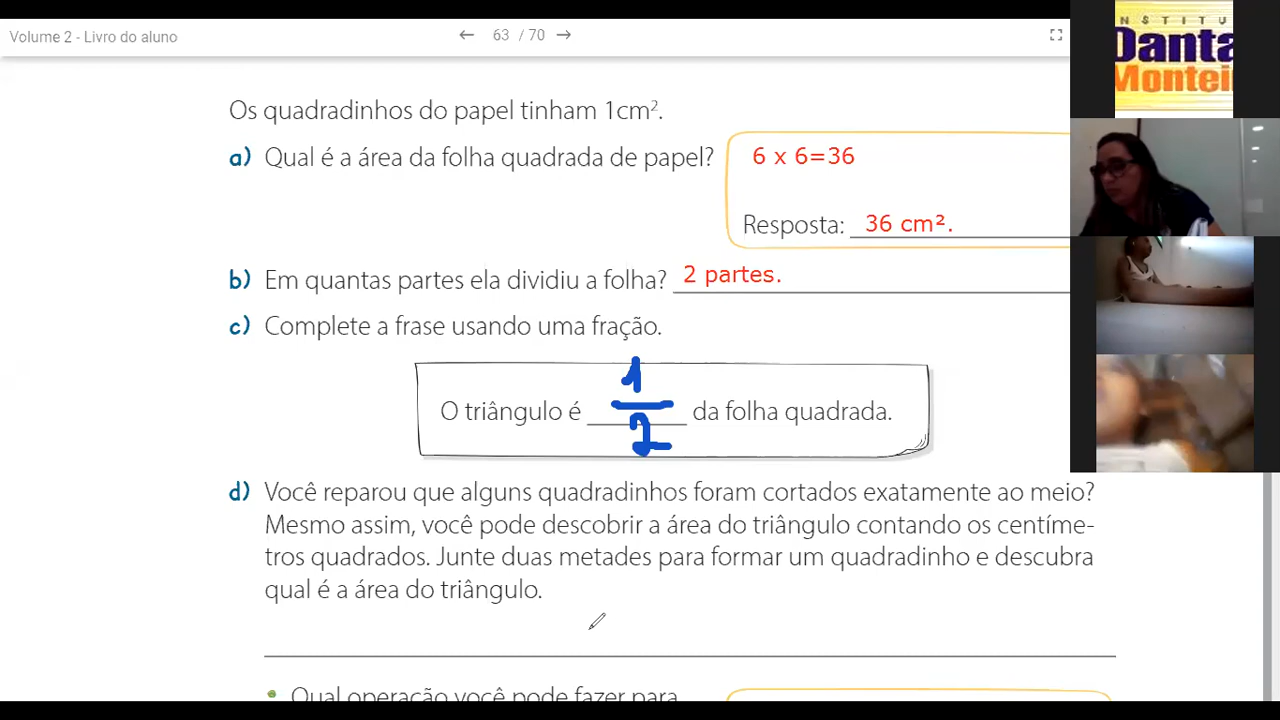 Volume 2 - Livro do aluno
← 63 / 70 →
Os quadradinhos do papel tinham 1cm².
a) Qual é a área da folha quadrada de papel?
6 x 6=36
Resposta: 36 cm².
b) Em quantas partes ela dividiu a folha? 2 partes.
c) Complete a frase usando uma fração.
O triângulo é 1/2 da folha quadrada.
d) Você reparou que alguns quadradinhos foram cortados exatamente ao meio?
Mesmo assim, você pode descobrir a área do triângulo contando os centíme-
tros quadrados. Junte duas metades para formar um quadradinho e descubra
qual é a área do triângulo.
• Qual operação você pode fazer para
NSTITU
Danta
Montei